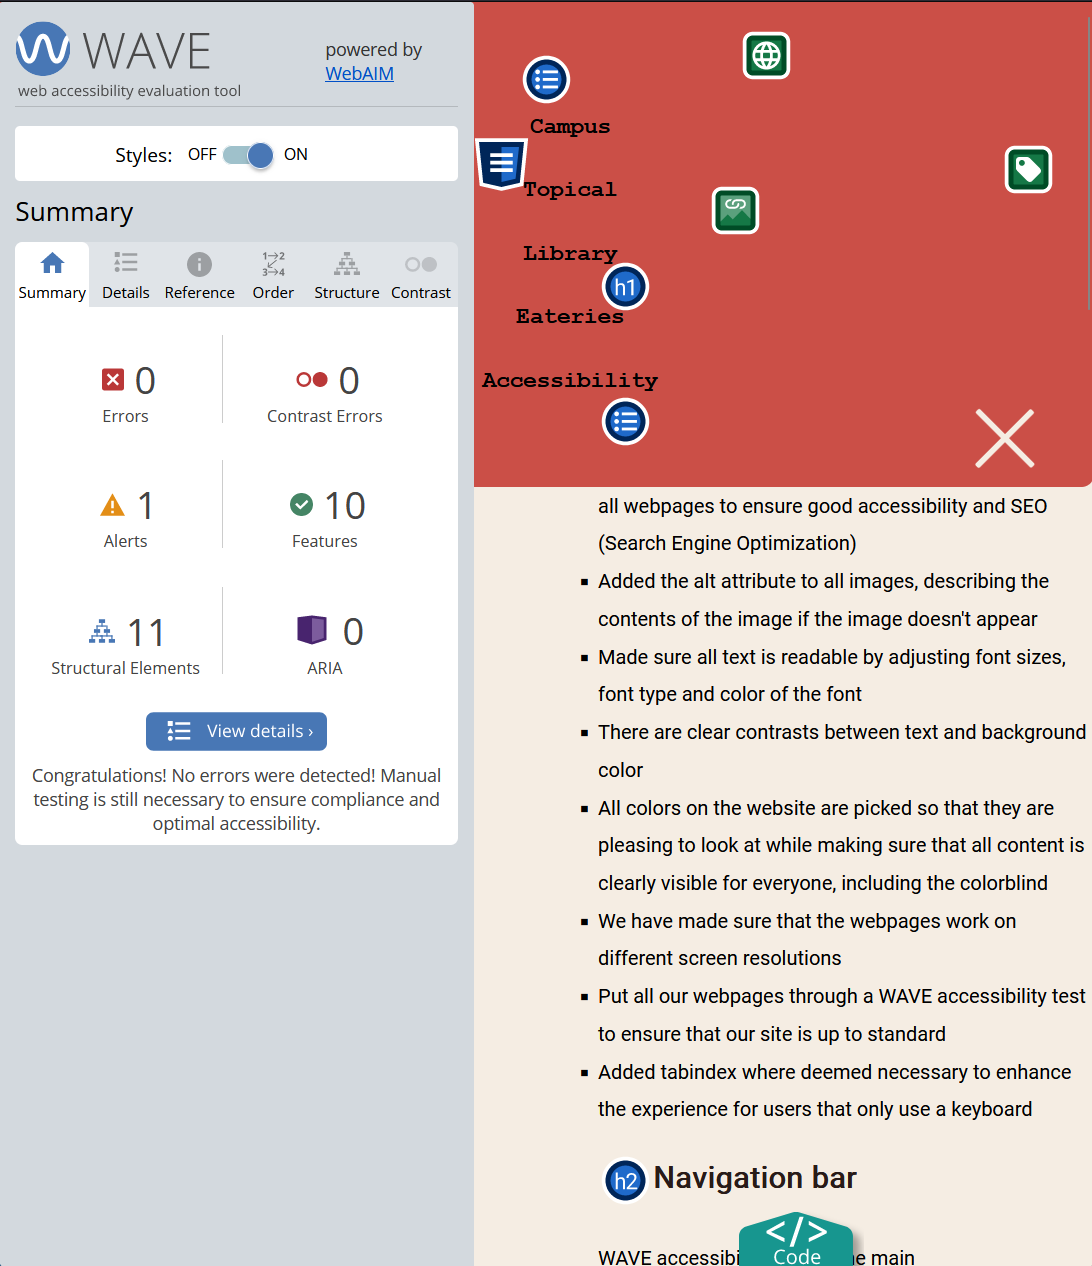 WAVE
web accessibility evaluation tool
powered by
WebAIM
Styles: OFF ON
Summary
Summary Details Reference Order Structure Contrast
0
Errors
0
Contrast Errors
1
Alerts
10
Features
11
Structural Elements
0
ARIA
View details ›
Congratulations! No errors were detected! Manual
testing is still necessary to ensure compliance and
optimal accessibility.
Campus
Topical
Library
h1
Eateries
Accessibility
all webpages to ensure good accessibility and SEO
(Search Engine Optimization)
▪ Added the alt attribute to all images, describing the
contents of the image if the image doesn't appear
▪ Made sure all text is readable by adjusting font sizes,
font type and color of the font
▪ There are clear contrasts between text and background
color
▪ All colors on the website are picked so that they are
pleasing to look at while making sure that all content is
clearly visible for everyone, including the colorblind
▪ We have made sure that the webpages work on
different screen resolutions
▪ Put all our webpages through a WAVE accessibility test
to ensure that our site is up to standard
▪ Added tabindex where deemed necessary to enhance
the experience for users that only use a keyboard
h2 Navigation bar
</>
Code
WAVE main